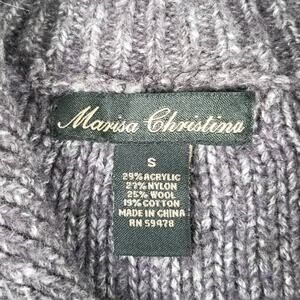 Marisa Christina
S
29% ACRYLIC
27% NYLON
25% WOOL
19% COTTON
MADE IN CHINA
RN 59478